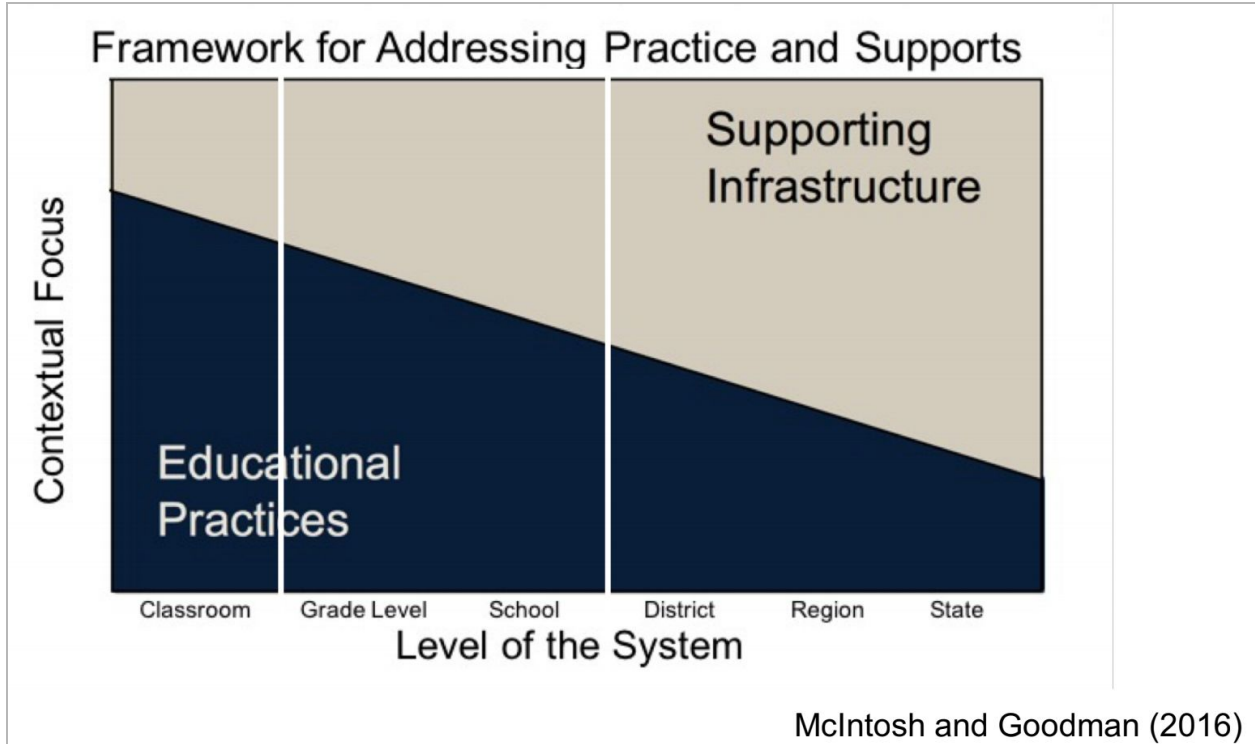 Framework for Addressing Practice and Supports
Supporting
Infrastructure
Contextual Focus
Educational
Practices
Classroom Grade Level School District Region State
Level of the System
McIntosh and Goodman (2016)